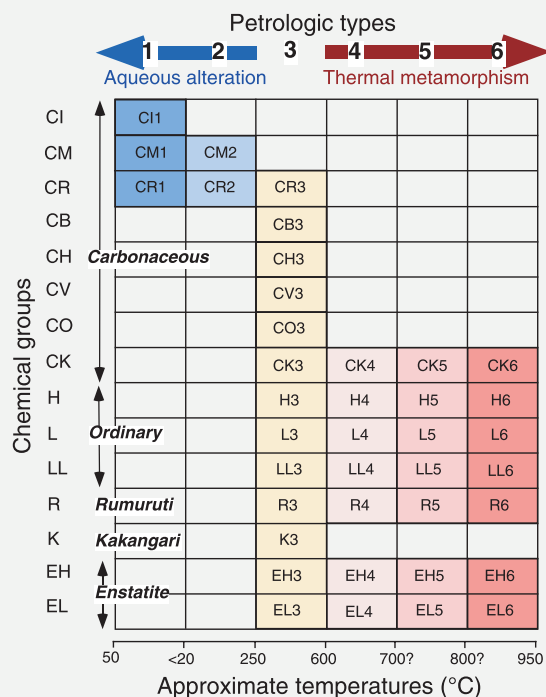 Petrologic types
1 2 3 4 5 6
Aqueous alteration Thermal metamorphism
Chemical groups
CI CI1
CM CM1 CM2
CR CR1 CR2 CR3
CB CB3
CH Carbonaceous CH3
CV CV3
CO CO3
CK CK3 CK4 CK5 CK6
H H3 H4 H5 H6
L Ordinary L3 L4 L5 L6
LL LL3 LL4 LL5 LL6
R Rumuruti R3 R4 R5 R6
K Kakangari K3
EH EH3 EH4 EH5 EH6
Enstatite
EL EL3 EL4 EL5 EL6
50 <20 250 600 700? 800? 950
Approximate temperatures (°C)